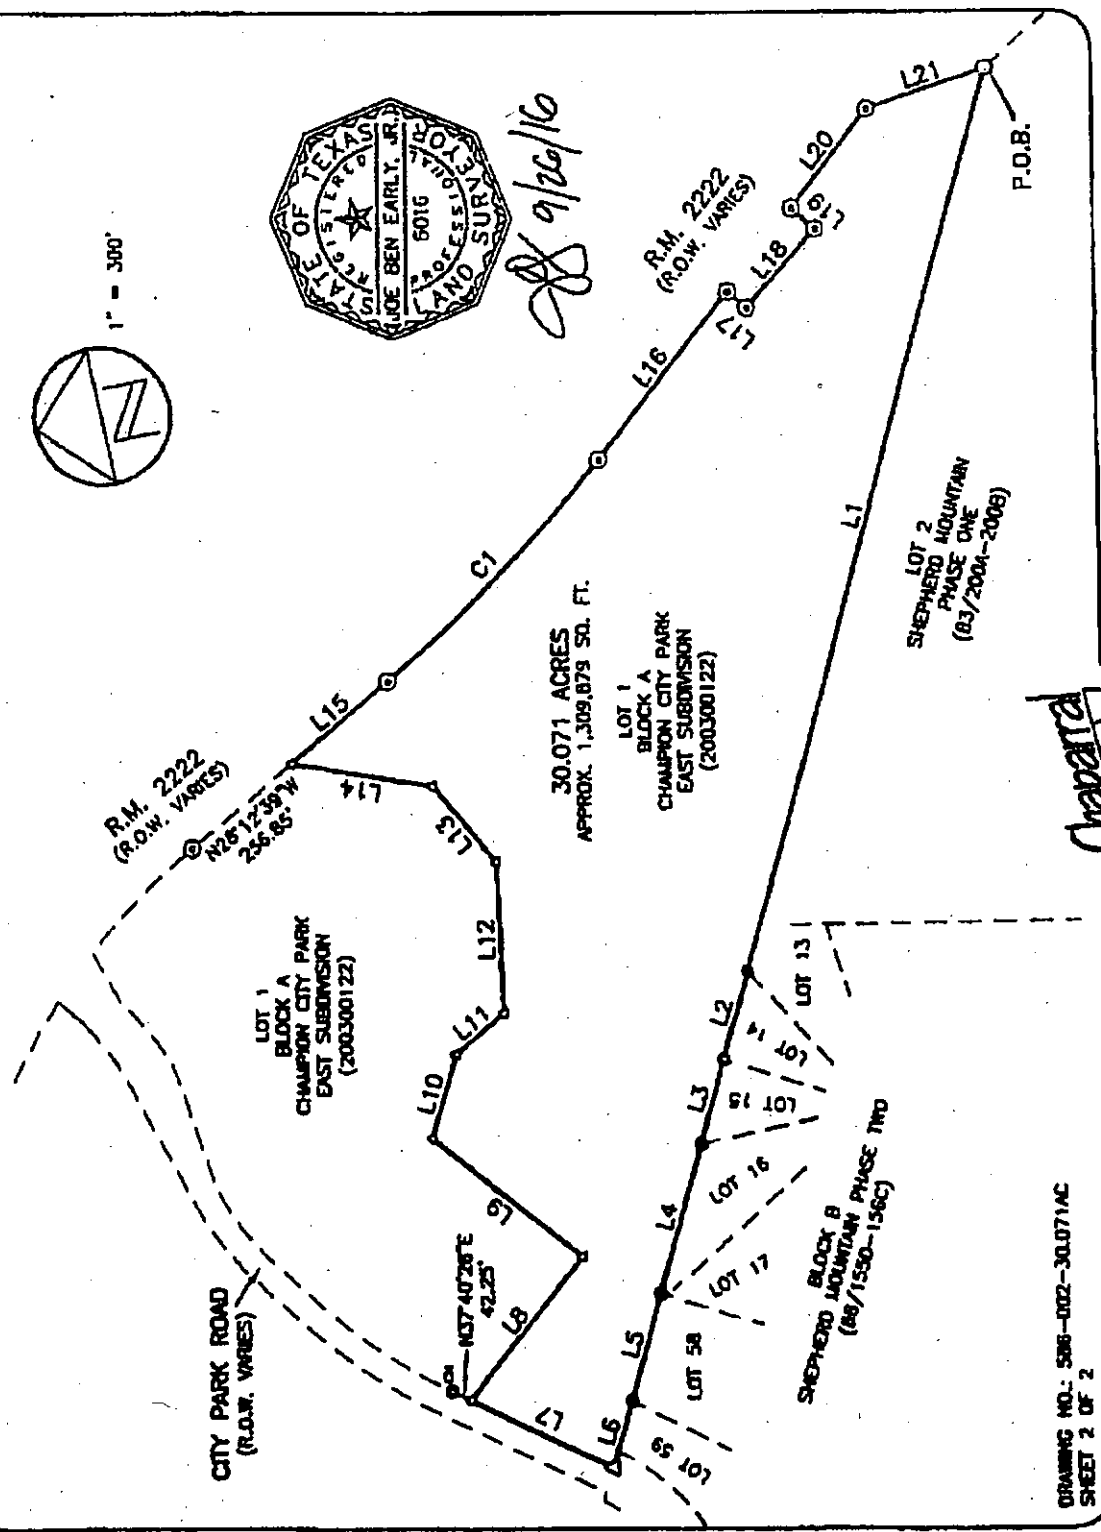 1" = 300'
STATE OF TEXAS
REGISTERED
JOE BEN EARLY, JR.
6016
PROFESSIONAL
LAND SURVEYOR
9/26/16
R.M. 2222
(R.O.W. VARIES)
N26°12'39"W
256.85'
R.M. 2222
(R.O.W. VARIES)
CITY PARK ROAD
(R.O.W. VARIES)
N37°40'26"E
42.25'
LOT 1
BLOCK A
CHAMPION CITY PARK
EAST SUBDIVISION
(200300122)
30.071 ACRES
APPROX. 1,309,879 SQ. FT.
LOT 1
BLOCK A
CHAMPION CITY PARK
EAST SUBDIVISION
(200300122)
L1
L2
L3
L4
L5
L6
L7
L8
L9
L10
L11
L12
L13
L14
L15
C1
L16
L17
L18
L19
L20
L21
P.O.B.
LOT 2
SHEPHERD MOUNTAIN
PHASE ONE
(83/200A-200B)
LOT 13
LOT 14
LOT 15
LOT 16
LOT 17
LOT 58
LOT 59
BLOCK B
SHEPHERD MOUNTAIN PHASE TWO
(86/155D-156C)
Chaparral
DRAWING NO.: 586-002-30.071AC
SHEET 2 OF 2